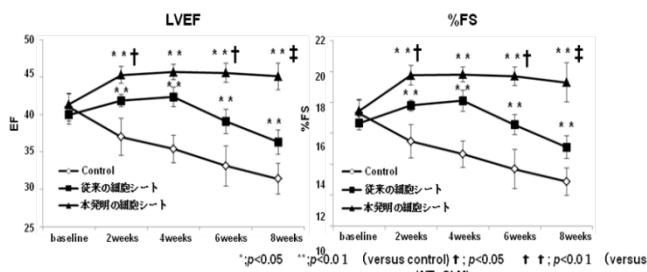 LVEF
%FS
50
45
40
35
30
25
EF
**†
**
**†
**‡
**
**
**
**
Control
従来の細胞シート
本発明の細胞シート
baseline
2weeks
4weeks
6weeks
8weeks
22
20
18
16
14
12
10
%FS
**†
**
**†
**‡
**
**
**
**
Control
従来の細胞シート
本発明の細胞シート
baseline
2weeks
4weeks
6weeks
8weeks
*;p<0.05 **;p<0.01 (versus control) †; p<0.05 ††; p<0.01 (versus